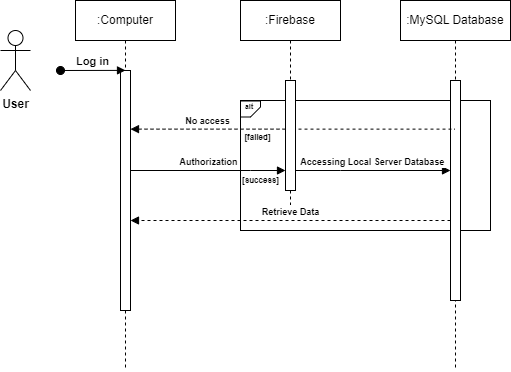 :Computer
:Firebase
:MySQL Database
Log in
User
alt
No access
[failed]
Authorization
Accessing Local Server Database
[success]
Retrieve Data